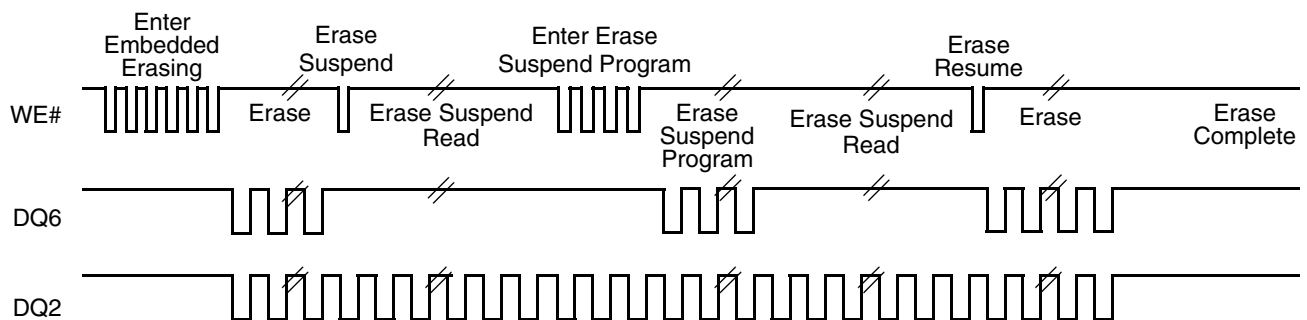 Enter
Embedded
Erasing
Erase
Suspend
Enter Erase
Suspend Program
Erase
Resume
WE#
Erase
Erase Suspend
Read
Erase
Suspend
Program
Erase Suspend
Read
Erase
Erase
Complete
DQ6
DQ2